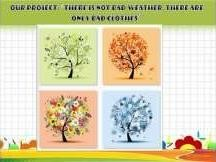 OUR PROJECT: "THERE IS NOT BAD WEATHER, THERE ARE
ONLY BAD CLOTHES